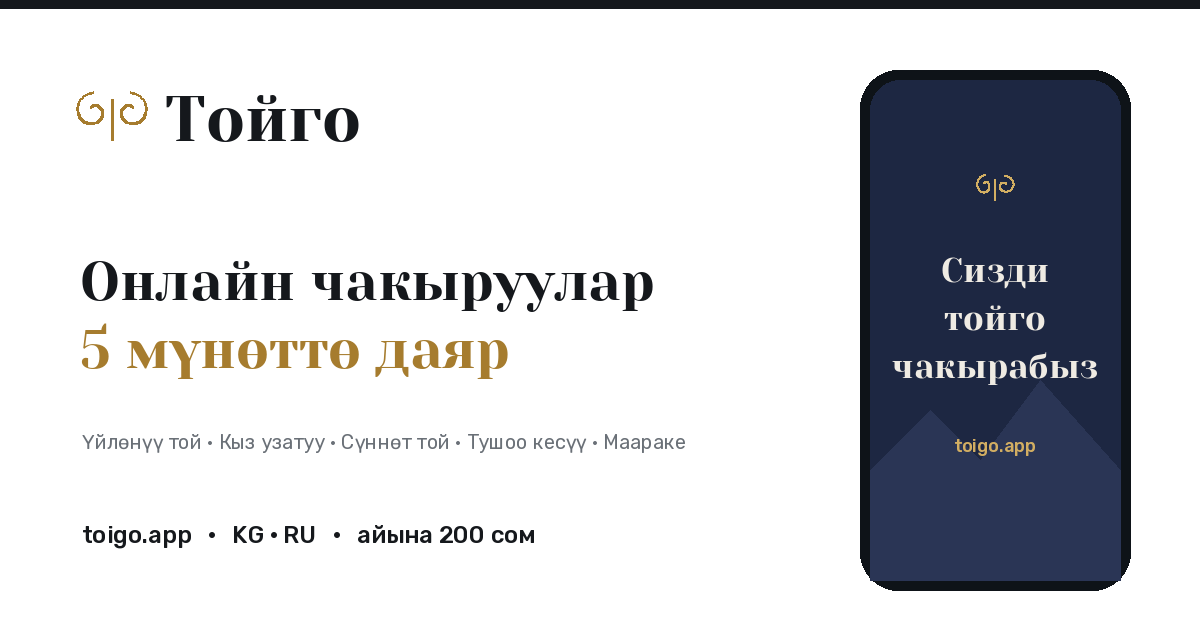 Тойго
Онлайн чакыруулар
5 мүнөттө даяр
Үйлөнүү той • Кыз узатуу • Сүннөт той • Тушоо кесүү • Маараке
toigo.app • KG • RU • айына 200 сом
Сизди
тойго
чакырабыз
toigo.app